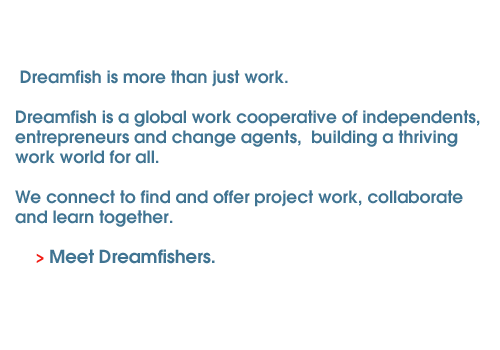 Dreamfish is more than just work.
Dreamfish is a global work cooperative of independents,
entrepreneurs and change agents,  building a thriving
work world for all.
We connect to find and offer project work, collaborate
and learn together.
> Meet Dreamfishers.